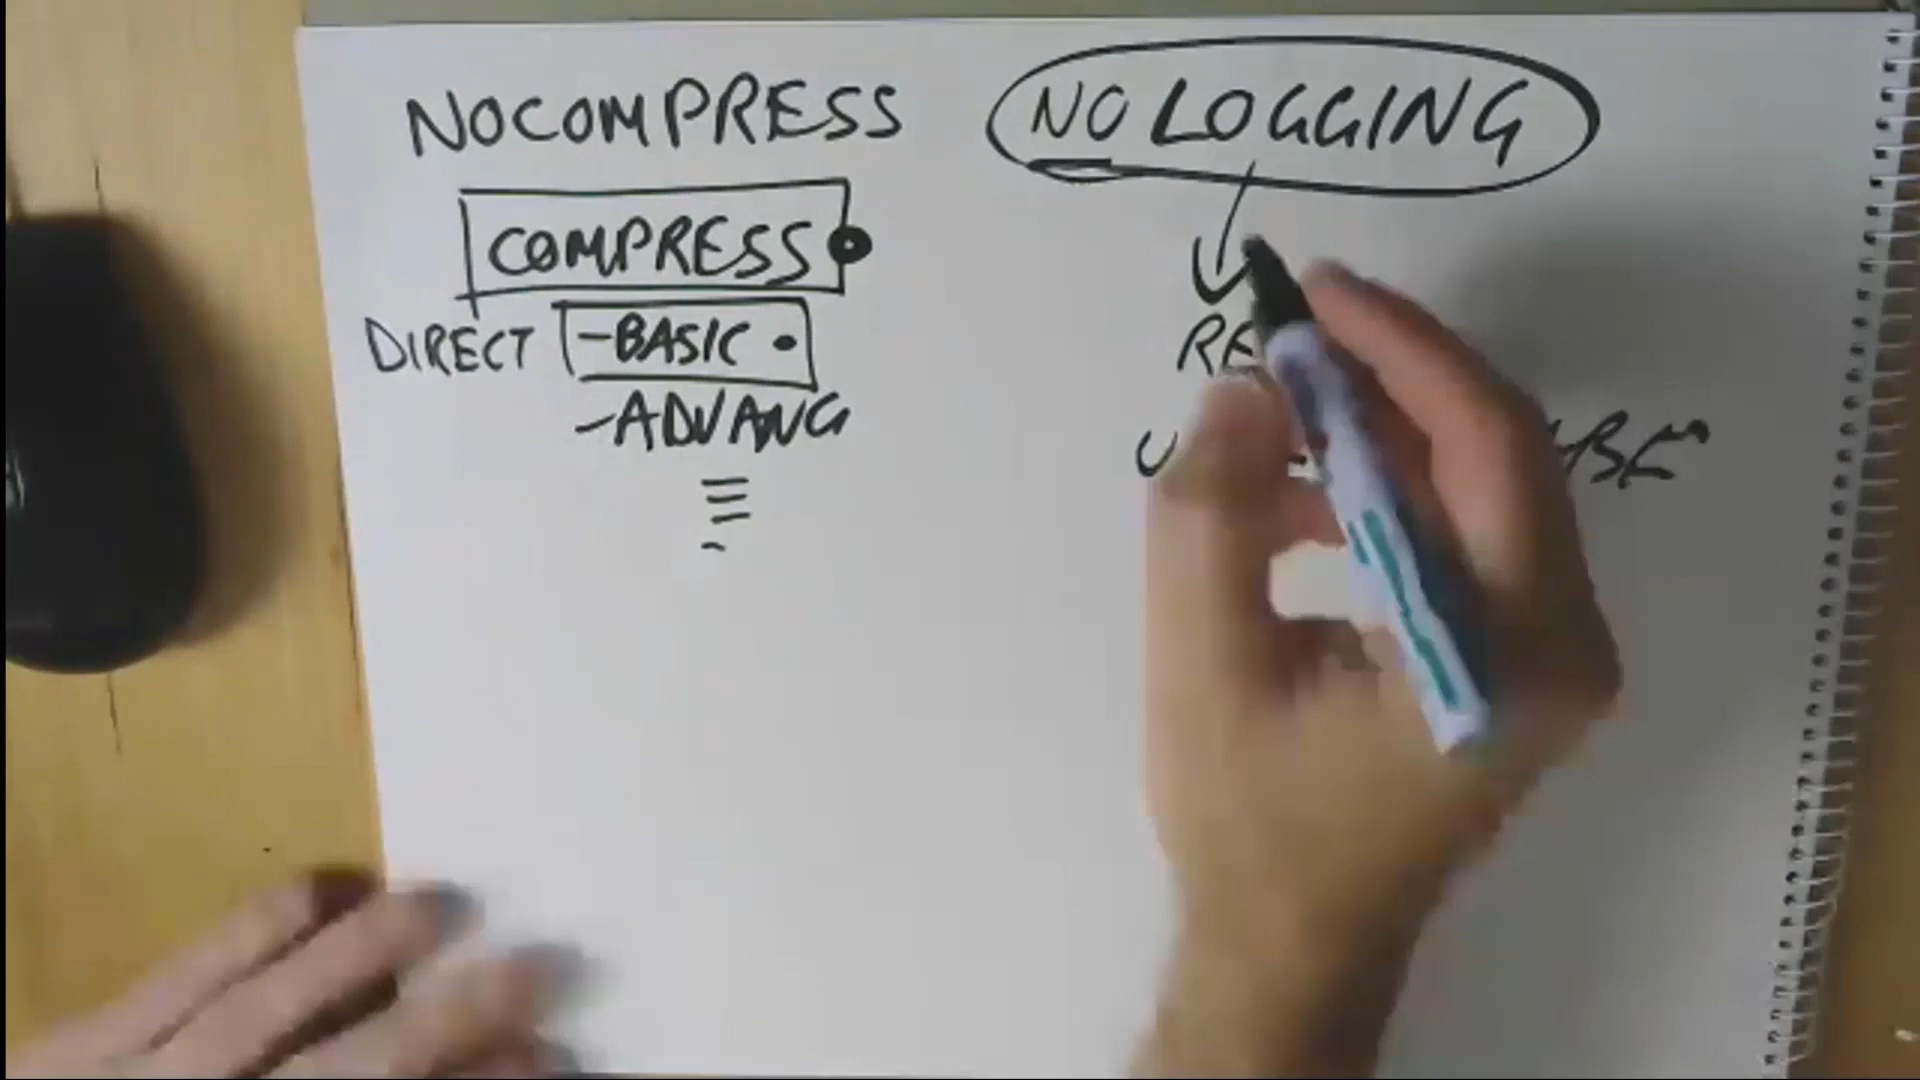 NOCOMPRESS
COMPRESS
DIRECT -BASIC
-ADVANC
NOLOGGING